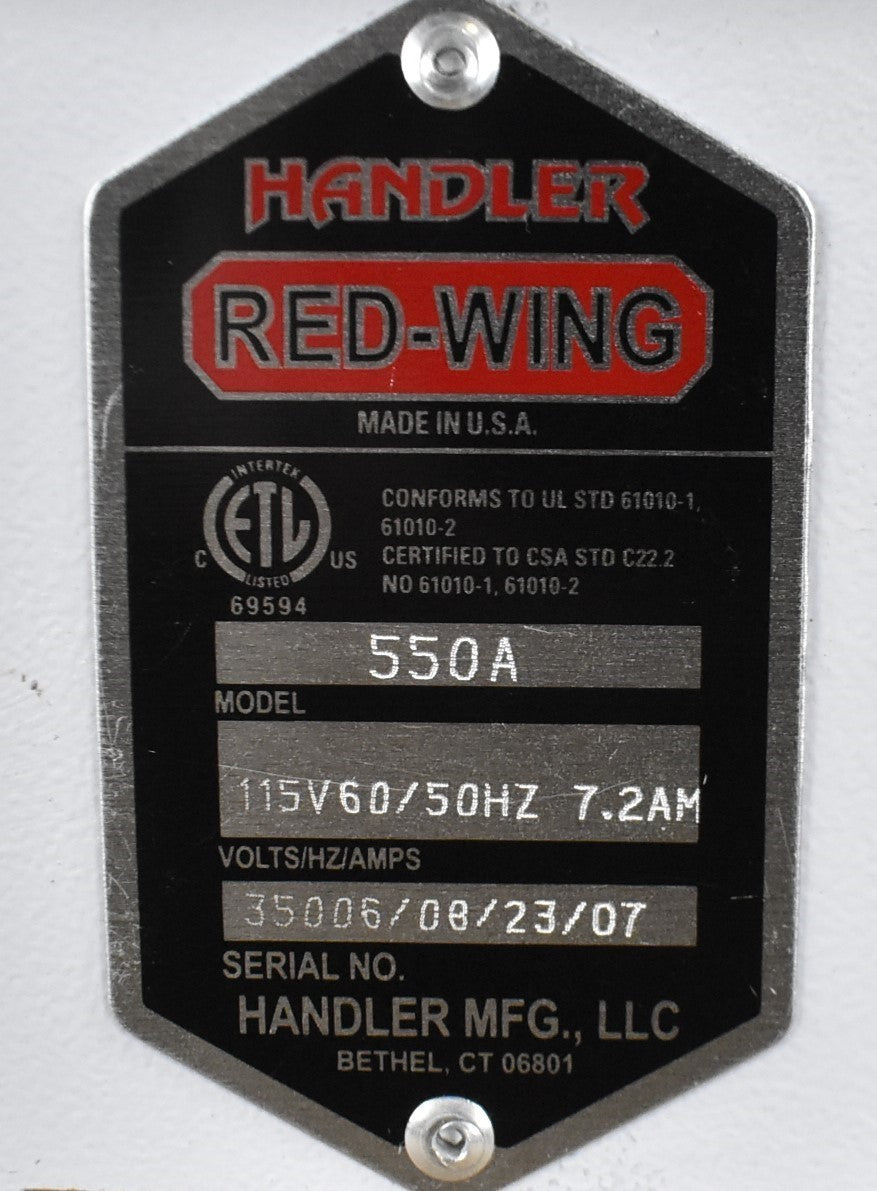 HANDLER
RED-WING
MADE IN U.S.A.
INTERTEK
ETL
C
US
LISTED
69594
CONFORMS TO UL STD 61010-1,
61010-2
CERTIFIED TO CSA STD C22.2
NO 61010-1, 61010-2
550A
MODEL
115V60/50HZ 7.2AM
VOLTS/HZ/AMPS
35006/08/23/07
SERIAL NO.
HANDLER MFG., LLC
BETHEL, CT 06801